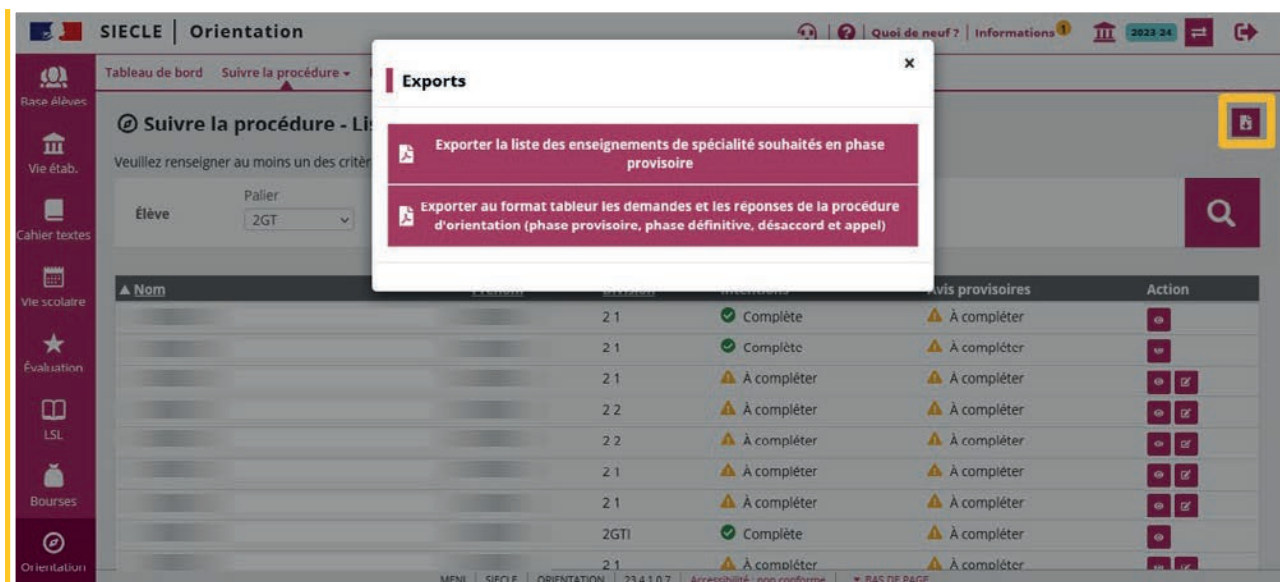 SIECLE | Orientation
Quoi de neuf ? | Informations 1
2023-24
Tableau de bord Suivre la procédure
Exports
×
Exporter la liste des enseignements de spécialité souhaités en phase
provisoire
Exporter au format tableur les demandes et les réponses de la procédure
d'orientation (phase provisoire, phase définitive, désaccord et appel)
Base élèves
Vie étab.
Cahier textes
Vie scolaire
Évaluation
LSL
Bourses
Orientation
Suivre la procédure - Li
Veuillez renseigner au moins un des critèr
Élève
Palier
2GT
▲ Nom Prénom Division Intentions Avis provisoires Action
2 1 Complète À compléter
2 1 Complète À compléter
2 1 À compléter À compléter
2 2 À compléter À compléter
2 2 À compléter À compléter
2 1 À compléter À compléter
2 1 À compléter À compléter
2GTI Complète À compléter
2 1 À compléter À compléter
MENJ | SIECLE | ORIENTATION | 23.4.1.0.7 | Accessibilité : non conforme | ▼ BAS DE PAGE